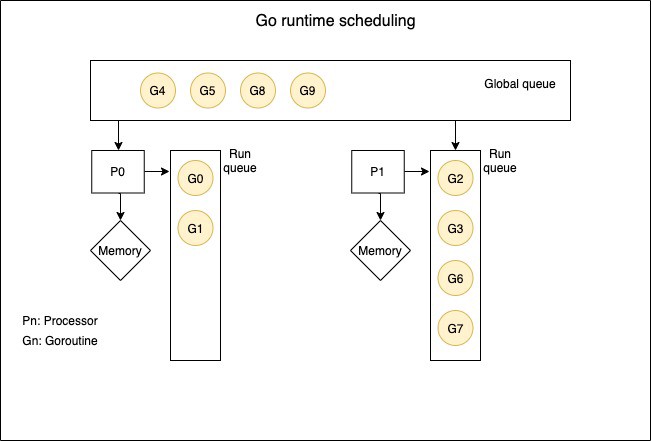 Go runtime scheduling
G4 G5 G8 G9 Global queue
P0
G0
G1
Run
queue
Memory
P1
G2
G3
G6
G7
Run
queue
Memory
Pn: Processor
Gn: Goroutine